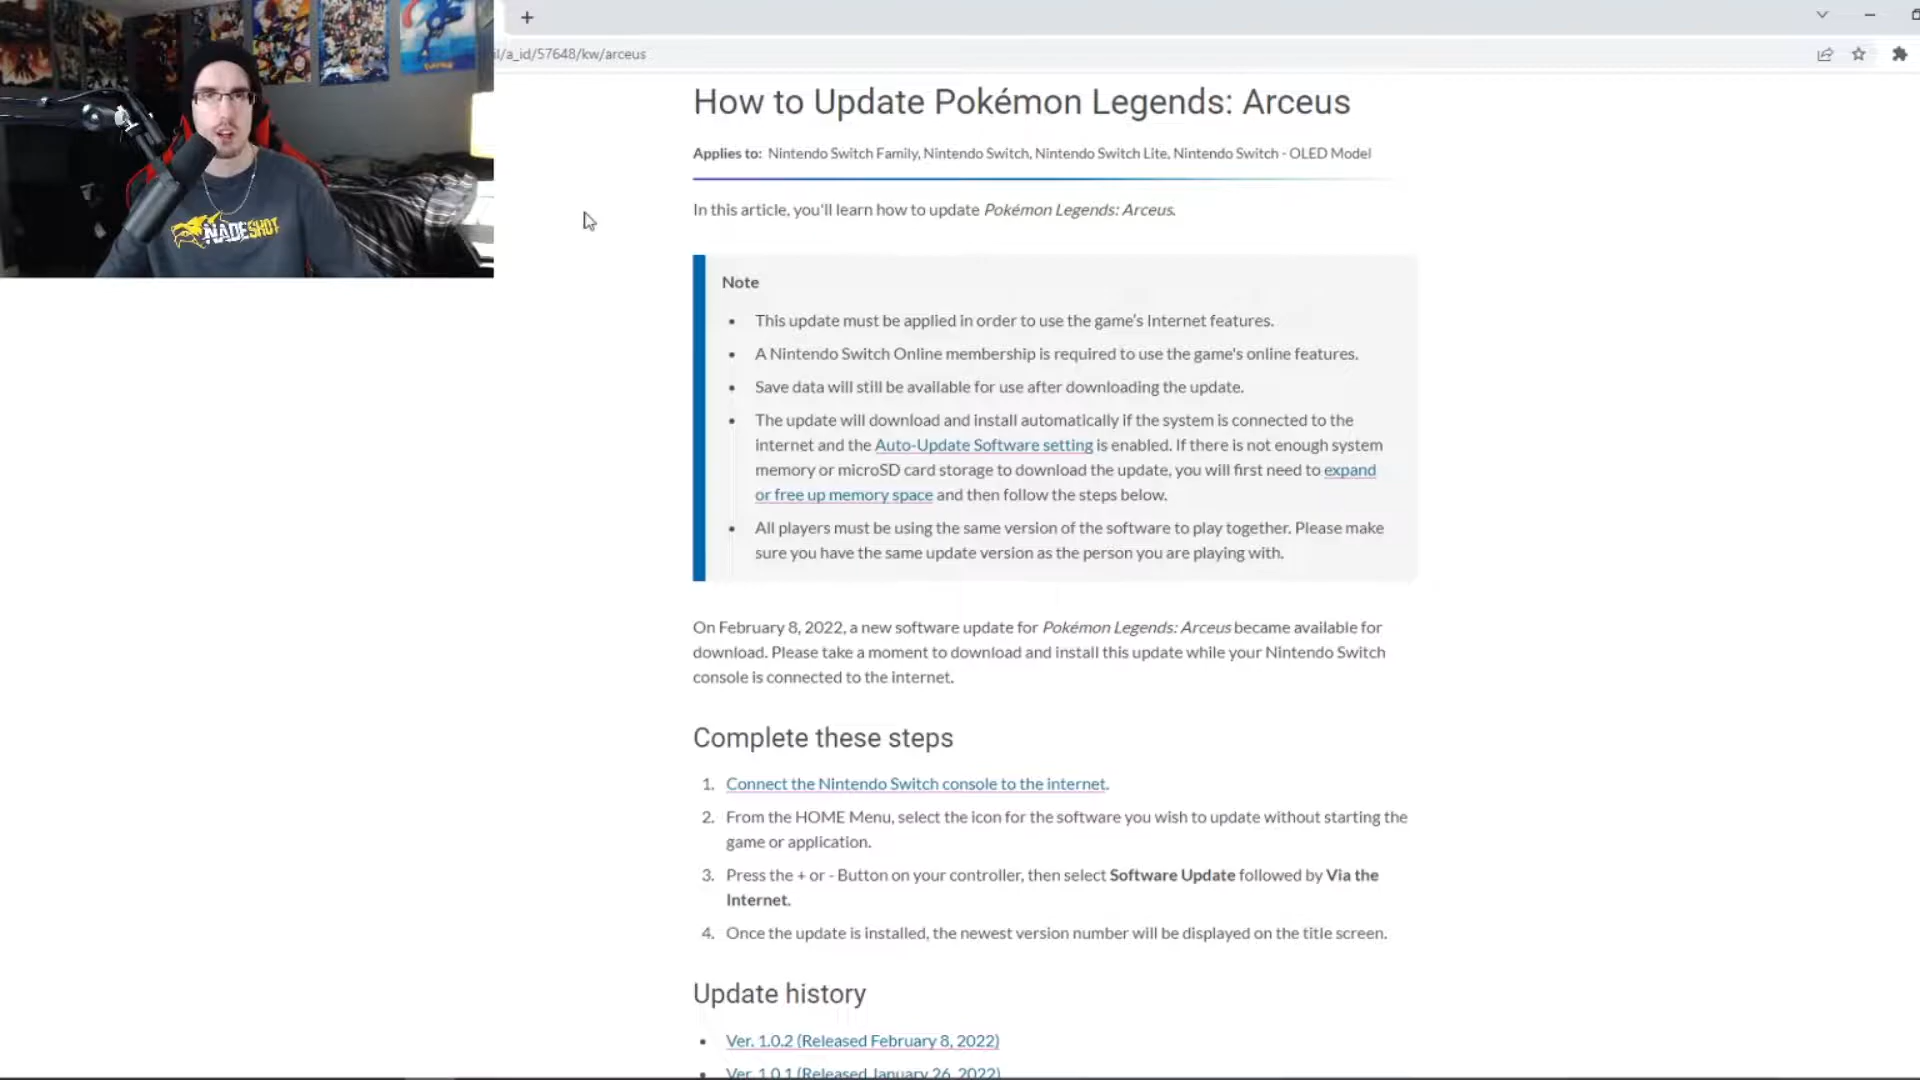 +
/a_id/57648/kw/arceus
How to Update Pokémon Legends: Arceus
Applies to: Nintendo Switch Family, Nintendo Switch, Nintendo Switch Lite, Nintendo Switch - OLED Model
In this article, you'll learn how to update Pokémon Legends: Arceus.
NADESHOT
Note
• This update must be applied in order to use the game's Internet features.
• A Nintendo Switch Online membership is required to use the game's online features.
• Save data will still be available for use after downloading the update.
• The update will download and install automatically if the system is connected to the
internet and the Auto-Update Software setting is enabled. If there is not enough system
memory or microSD card storage to download the update, you will first need to expand
or free up memory space and then follow the steps below.
• All players must be using the same version of the software to play together. Please make
sure you have the same update version as the person you are playing with.
On February 8, 2022, a new software update for Pokémon Legends: Arceus became available for
download. Please take a moment to download and install this update while your Nintendo Switch
console is connected to the internet.
Complete these steps
1. Connect the Nintendo Switch console to the internet.
2. From the HOME Menu, select the icon for the software you wish to update without starting the
game or application.
3. Press the + or - Button on your controller, then select Software Update followed by Via the
Internet.
4. Once the update is installed, the newest version number will be displayed on the title screen.
Update history
• Ver. 1.0.2 (Released February 8, 2022)
• Ver. 1.0.1 (Released January 26, 2022)